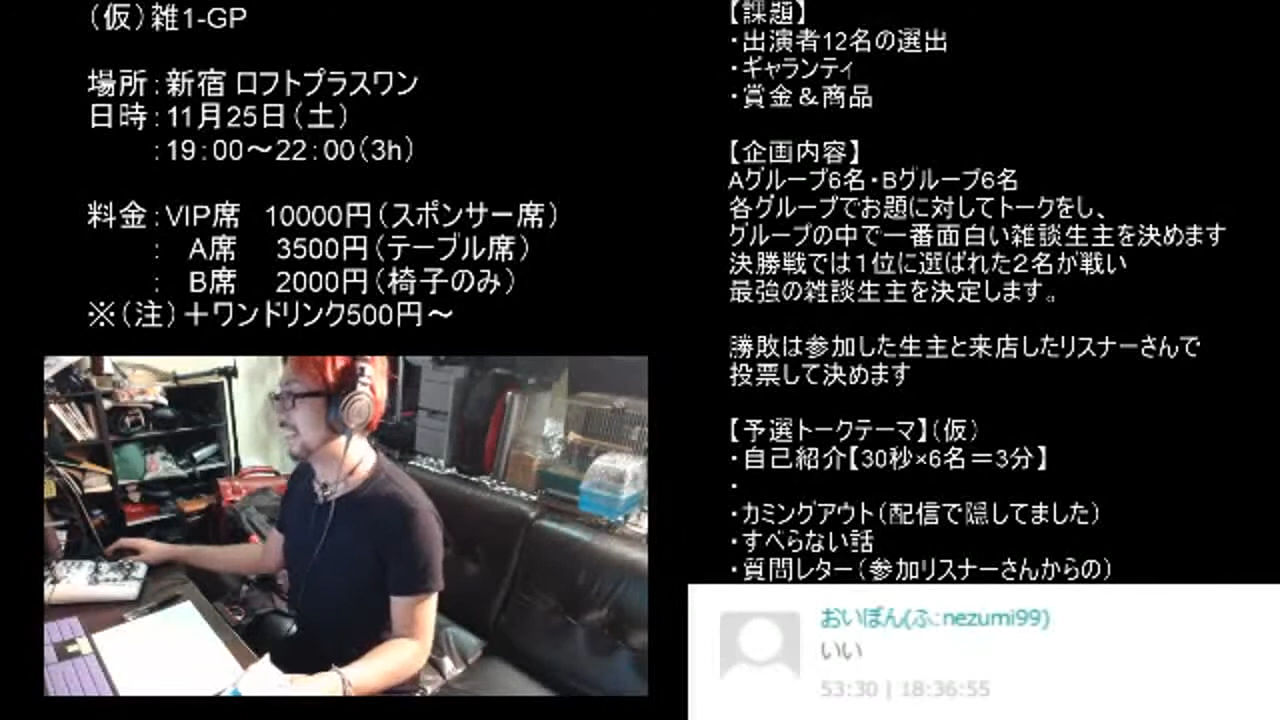 （仮）雑1-GP
場所：新宿 ロフトプラスワン
日時：11月25日（土）
：19：00～22：00（3h）
料金：VIP席 10000円（スポンサー席）
： A席 3500円（テーブル席）
： B席 2000円（椅子のみ）
※（注）＋ワンドリンク500円～
【課題】
・出演者12名の選出
・ギャランティ
・賞金＆商品
【企画内容】
Aグループ6名・Bグループ6名
各グループでお題に対してトークをし、
グループの中で一番面白い雑談生主を決めます
決勝戦では１位に選ばれた２名が戦い
最強の雑談生主を決定します。
勝敗は参加した生主と来店したリスナーさんで
投票して決めます
【予選トークテーマ】（仮）
・自己紹介【30秒×6名＝3分】
・
・カミングアウト（配信で隠してました）
・すべらない話
・質問レター（参加リスナーさんからの）
おいぼん(ふ:nezumi99)
いい
53:30 | 18:36:55